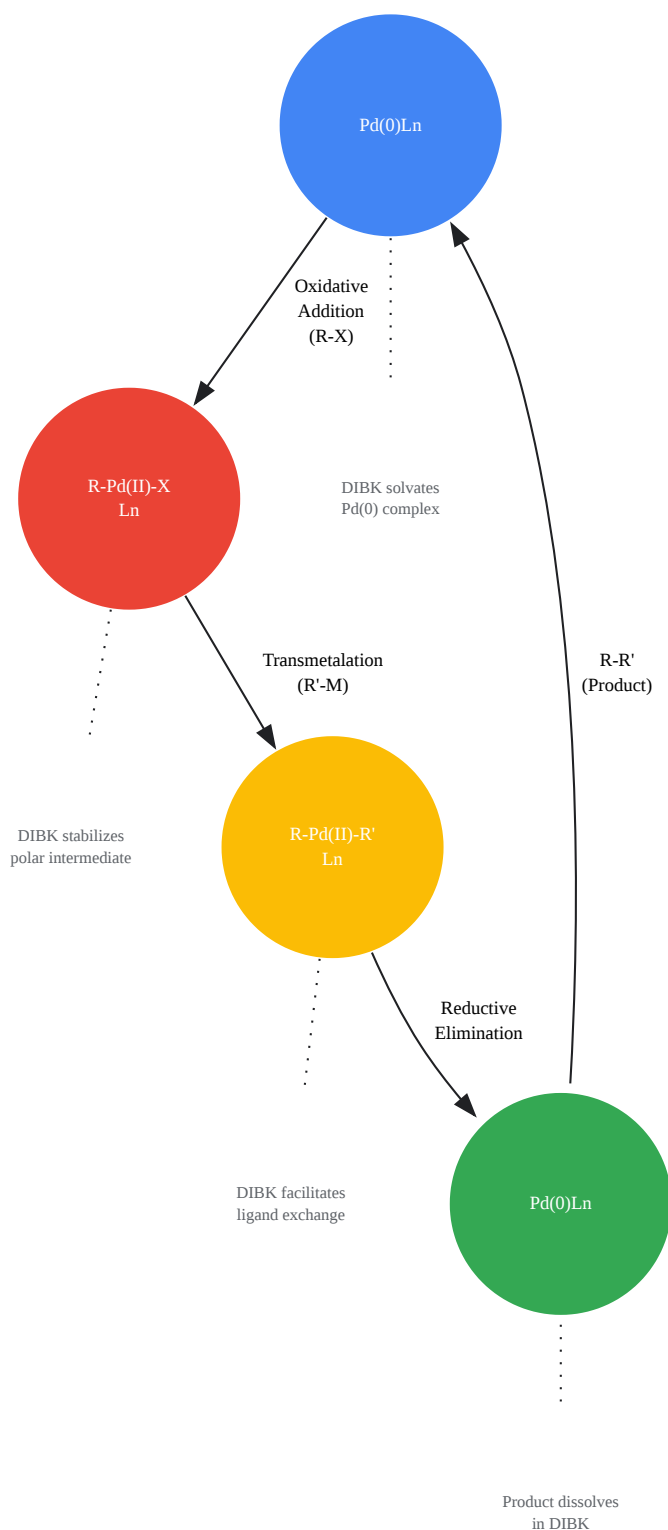 Pd(0)Ln
Oxidative
Addition
(R-X)
R-Pd(II)-X
Ln
DIBK solvates
Pd(0) complex
Transmetalation
(R'-M)
R-R'
(Product)
DIBK stabilizes
polar intermediate
R-Pd(II)-R'
Ln
Reductive
Elimination
DIBK facilitates
ligand exchange
Pd(0)Ln
Product dissolves
in DIBK